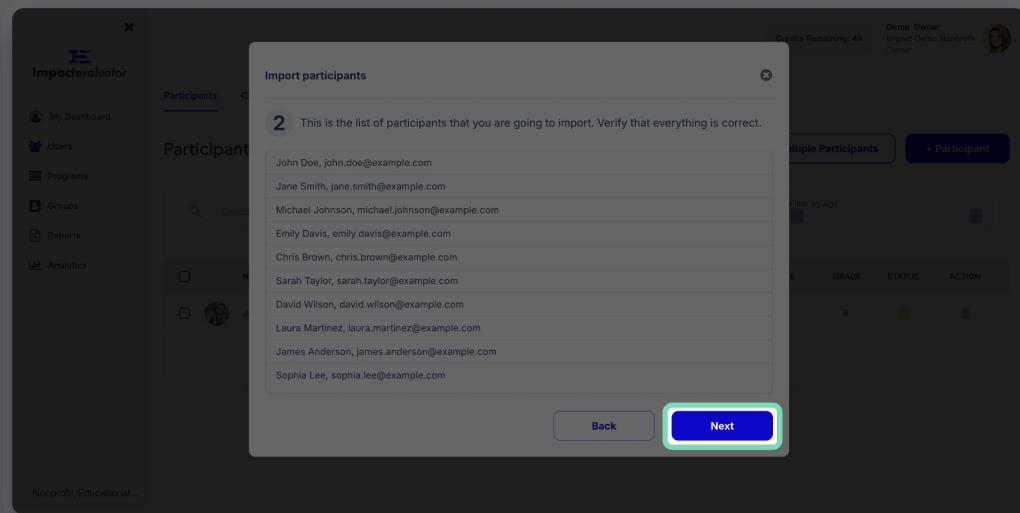 Credits Remaining: 49
Demo Owner
Impact Demo Nonprofit
Owner
Impactevaluator
My Dashboard
Users
Programs
Groups
Reports
Analytics
Nonprofit/Educational...
Participants
Participant
Multiple Participants
+ Participant
Filter by Age
GRADE
STATUS
ACTION
Import participants
2 This is the list of participants that you are going to import. Verify that everything is correct.
John Doe, john.doe@example.com
Jane Smith, jane.smith@example.com
Michael Johnson, michael.johnson@example.com
Emily Davis, emily.davis@example.com
Chris Brown, chris.brown@example.com
Sarah Taylor, sarah.taylor@example.com
David Wilson, david.wilson@example.com
Laura Martinez, laura.martinez@example.com
James Anderson, james.anderson@example.com
Sophia Lee, sophia.lee@example.com
Back
Next